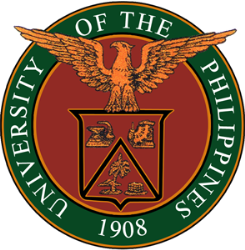 UNIVERSITY OF THE PHILIPPINES
1908